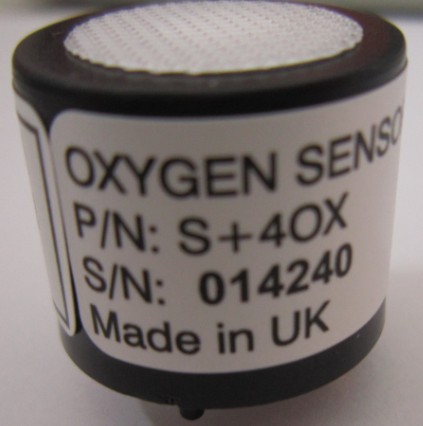 OXYGEN SENSO
P/N: S+4OX
S/N: 014240
Made in UK